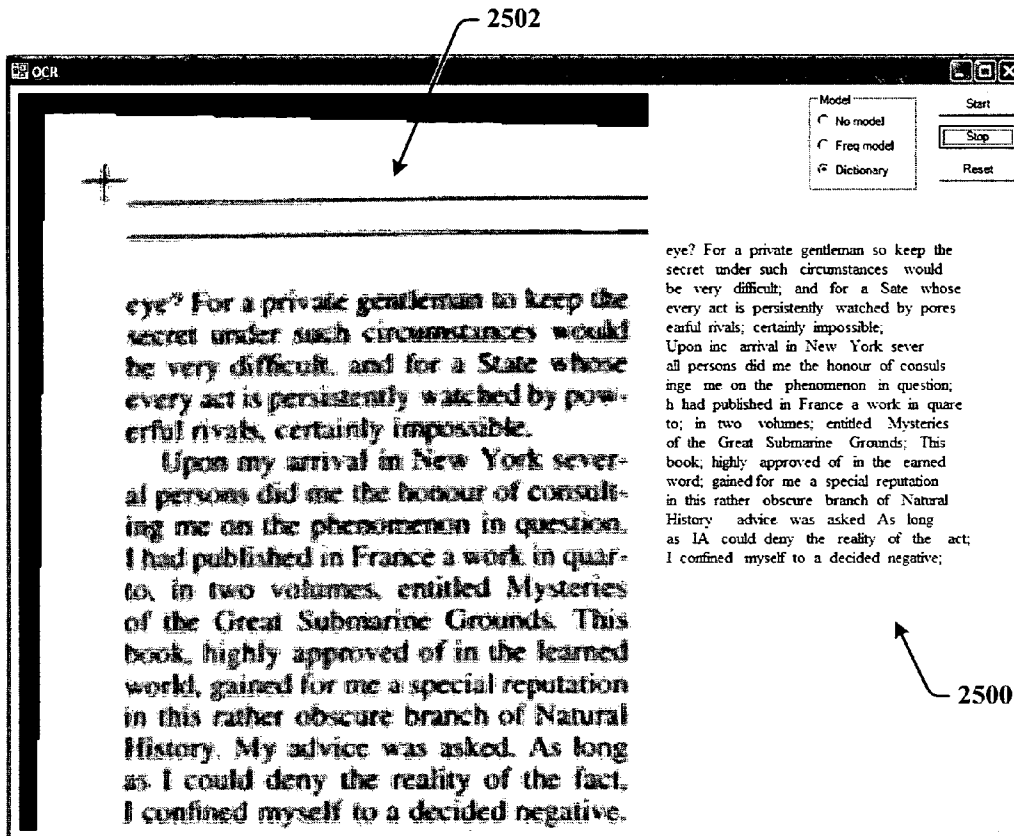 2502
OCR
Model
No model
Freq model
Dictionary
Start
Stop
Reset
eye? For a private gentleman to keep the
secret under such circumstances would
be very difficult, and for a State whose
every act is persistently watched by pow-
erful rivals, certainly impossible.
Upon my arrival in New York sever-
al persons did me the honour of consult-
ing me on the phenomenon in question.
I had published in France a work in quar-
to, in two volumes, entitled Mysteries
of the Great Submarine Grounds. This
book, highly approved of in the learned
world, gained for me a special reputation
in this rather obscure branch of Natural
History. My advice was asked. As long
as I could deny the reality of the fact,
I confined myself to a decided negative.
eye? For a private gentleman so keep the
secret under such circumstances would
be very difficult; and for a Sate whose
every act is persistently watched by pores
earful rivals; certainly impossible;
Upon inc arrival in New York sever
all persons did me the honour of consuls
inge me on the phenomenon in question;
h had published in France a work in quare
to; in two volumes; entitled Mysteries
of the Great Submarine Grounds; This
book; highly approved of in the earned
word; gained for me a special reputation
in this rather obscure branch of Natural
History advice was asked As long
as IA could deny the reality of the act;
I confined myself to a decided negative;
2500